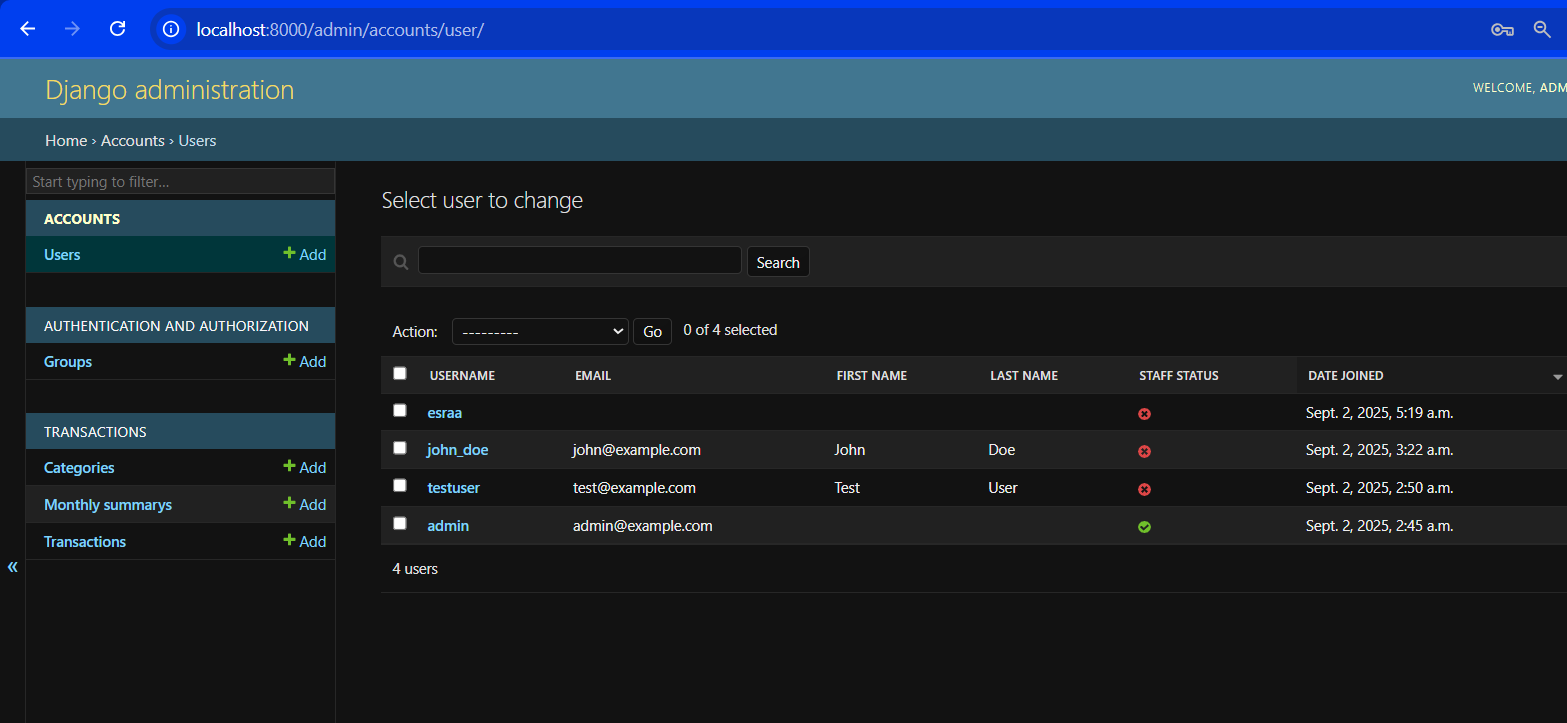 localhost:8000/admin/accounts/user/
Django administration
WELCOME, ADM
Home › Accounts › Users
Start typing to filter...
ACCOUNTS
Users + Add
AUTHENTICATION AND AUTHORIZATION
Groups + Add
TRANSACTIONS
Categories + Add
Monthly summarys + Add
Transactions + Add
«
Select user to change
Search
Action: --------- Go 0 of 4 selected
USERNAME EMAIL FIRST NAME LAST NAME STAFF STATUS DATE JOINED
esraa Sept. 2, 2025, 5:19 a.m.
john_doe john@example.com John Doe Sept. 2, 2025, 3:22 a.m.
testuser test@example.com Test User Sept. 2, 2025, 2:50 a.m.
admin admin@example.com Sept. 2, 2025, 2:45 a.m.
4 users